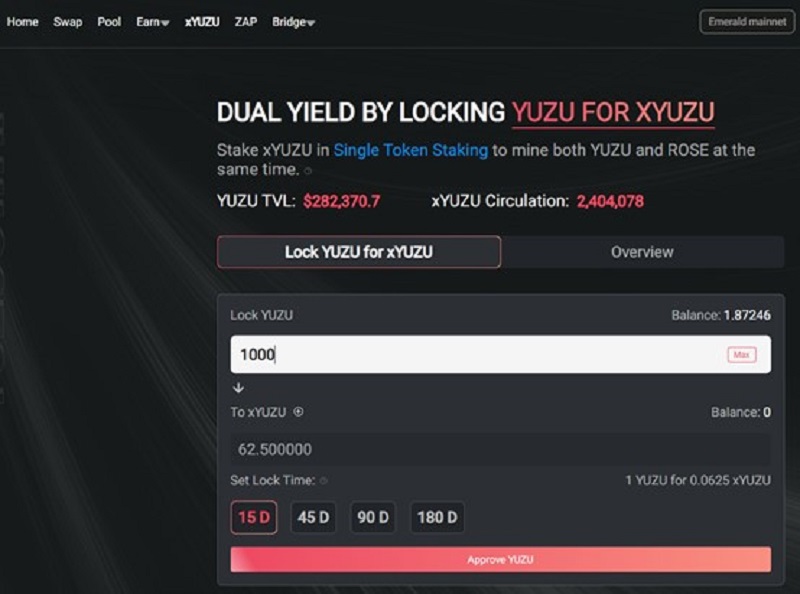 Home Swap Pool Earn xYUZU ZAP Bridge Emerald mainnet
DUAL YIELD BY LOCKING YUZU FOR XYUZU
Stake xYUZU in Single Token Staking to mine both YUZU and ROSE at the
same time.
YUZU TVL: $282,370.7 xYUZU Circulation: 2,404,078
Lock YUZU for xYUZU Overview
Lock YUZU Balance: 1.87246
1000 Max
To xYUZU Balance: 0
62.500000
Set Lock Time: 1 YUZU for 0.0625 xYUZU
15 D 45 D 90 D 180 D
Approve YUZU